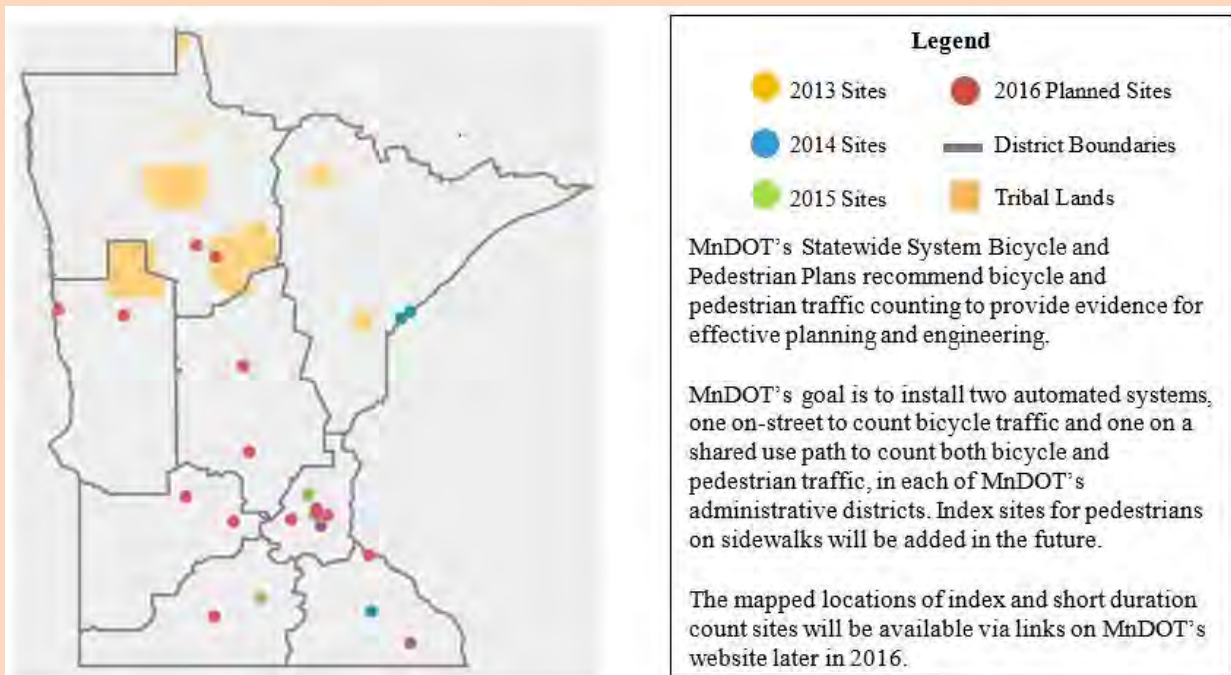 Legend
2013 Sites
2016 Planned Sites
2014 Sites
District Boundaries
2015 Sites
Tribal Lands
MnDOT's Statewide System Bicycle and
Pedestrian Plans recommend bicycle and
pedestrian traffic counting to provide evidence for
effective planning and engineering.
MnDOT's goal is to install two automated systems,
one on-street to count bicycle traffic and one on a
shared use path to count both bicycle and
pedestrian traffic, in each of MnDOT's
administrative districts. Index sites for pedestrians
on sidewalks will be added in the future.
The mapped locations of index and short duration
count sites will be available via links on MnDOT's
website later in 2016.